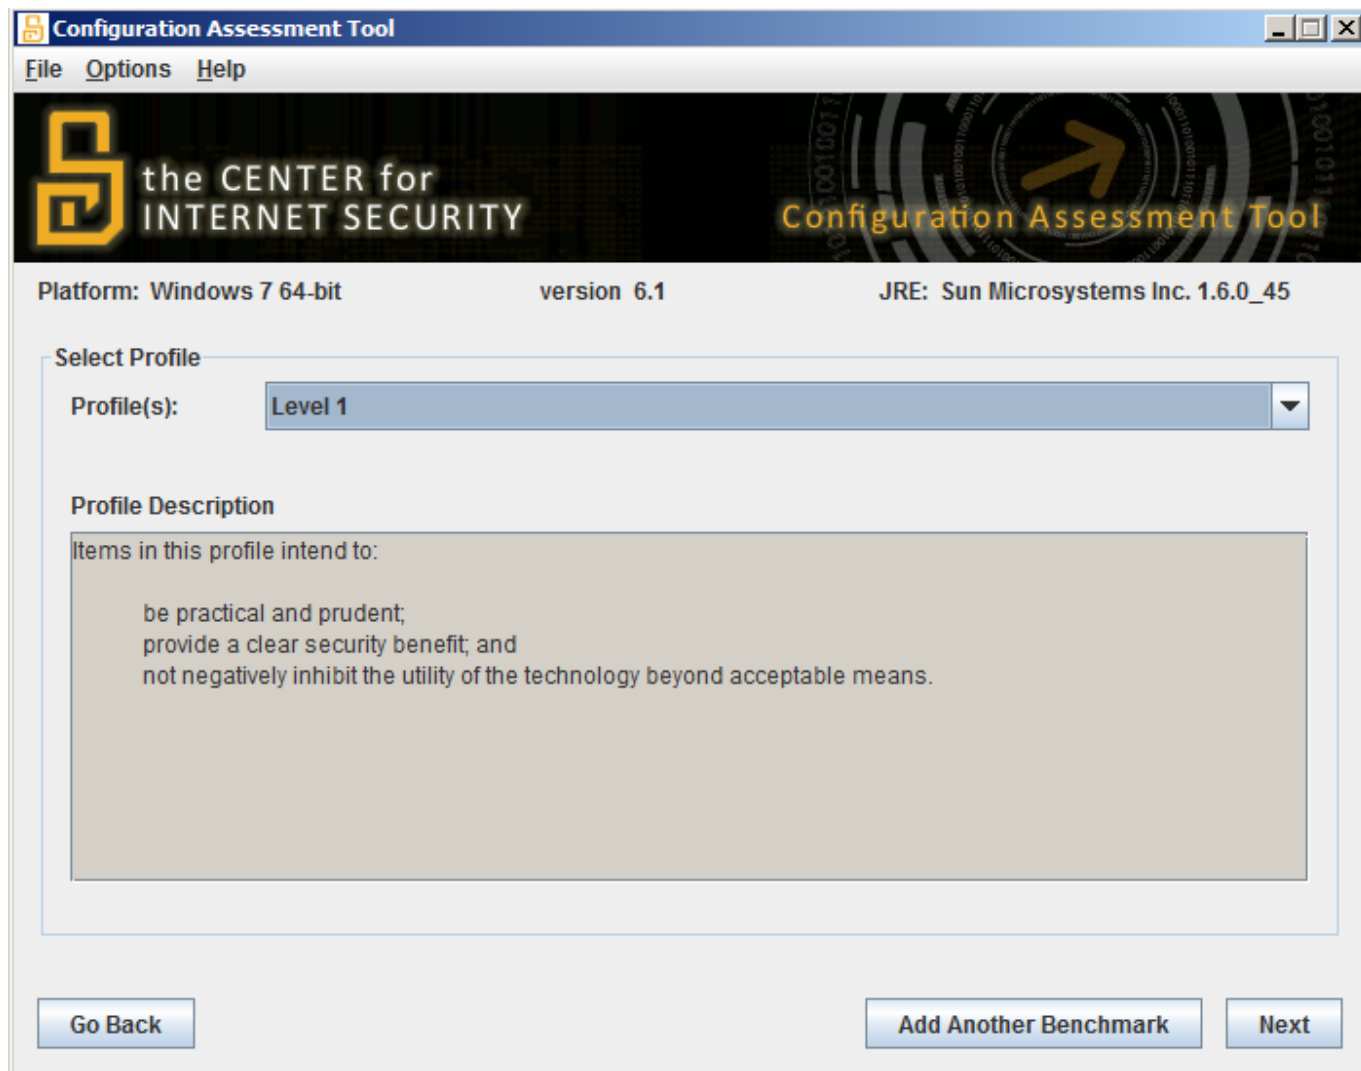 Configuration Assessment Tool
File Options Help
the CENTER for
INTERNET SECURITY
Configuration Assessment Tool
Platform: Windows 7 64-bit version 6.1 JRE: Sun Microsystems Inc. 1.6.0_45
Select Profile
Profile(s): Level 1
Profile Description
Items in this profile intend to:
be practical and prudent;
provide a clear security benefit; and
not negatively inhibit the utility of the technology beyond acceptable means.
Go Back Add Another Benchmark Next